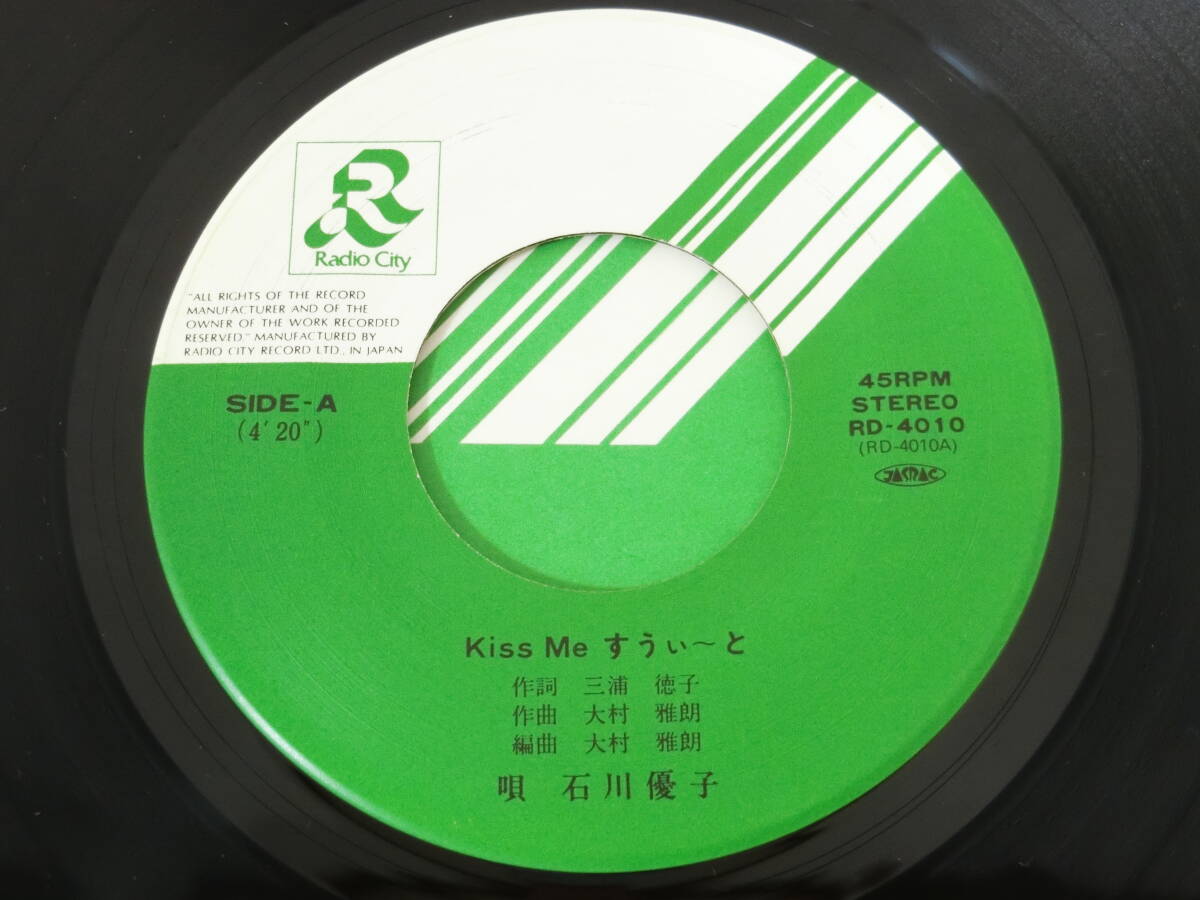 Radio City
"ALL RIGHTS OF THE RECORD
MANUFACTURER AND OF THE
OWNER OF THE WORK RECORDED
RESERVED." MANUFACTURED BY
RADIO CITY RECORD LTD., IN JAPAN
SIDE-A
(4' 20")
45RPM
STEREO
RD-4010
(RD-4010A)
JASRAC
Kiss Me すうぃ〜と
作詞 三浦 徳子
作曲 大村 雅朗
編曲 大村 雅朗
唄 石川優子